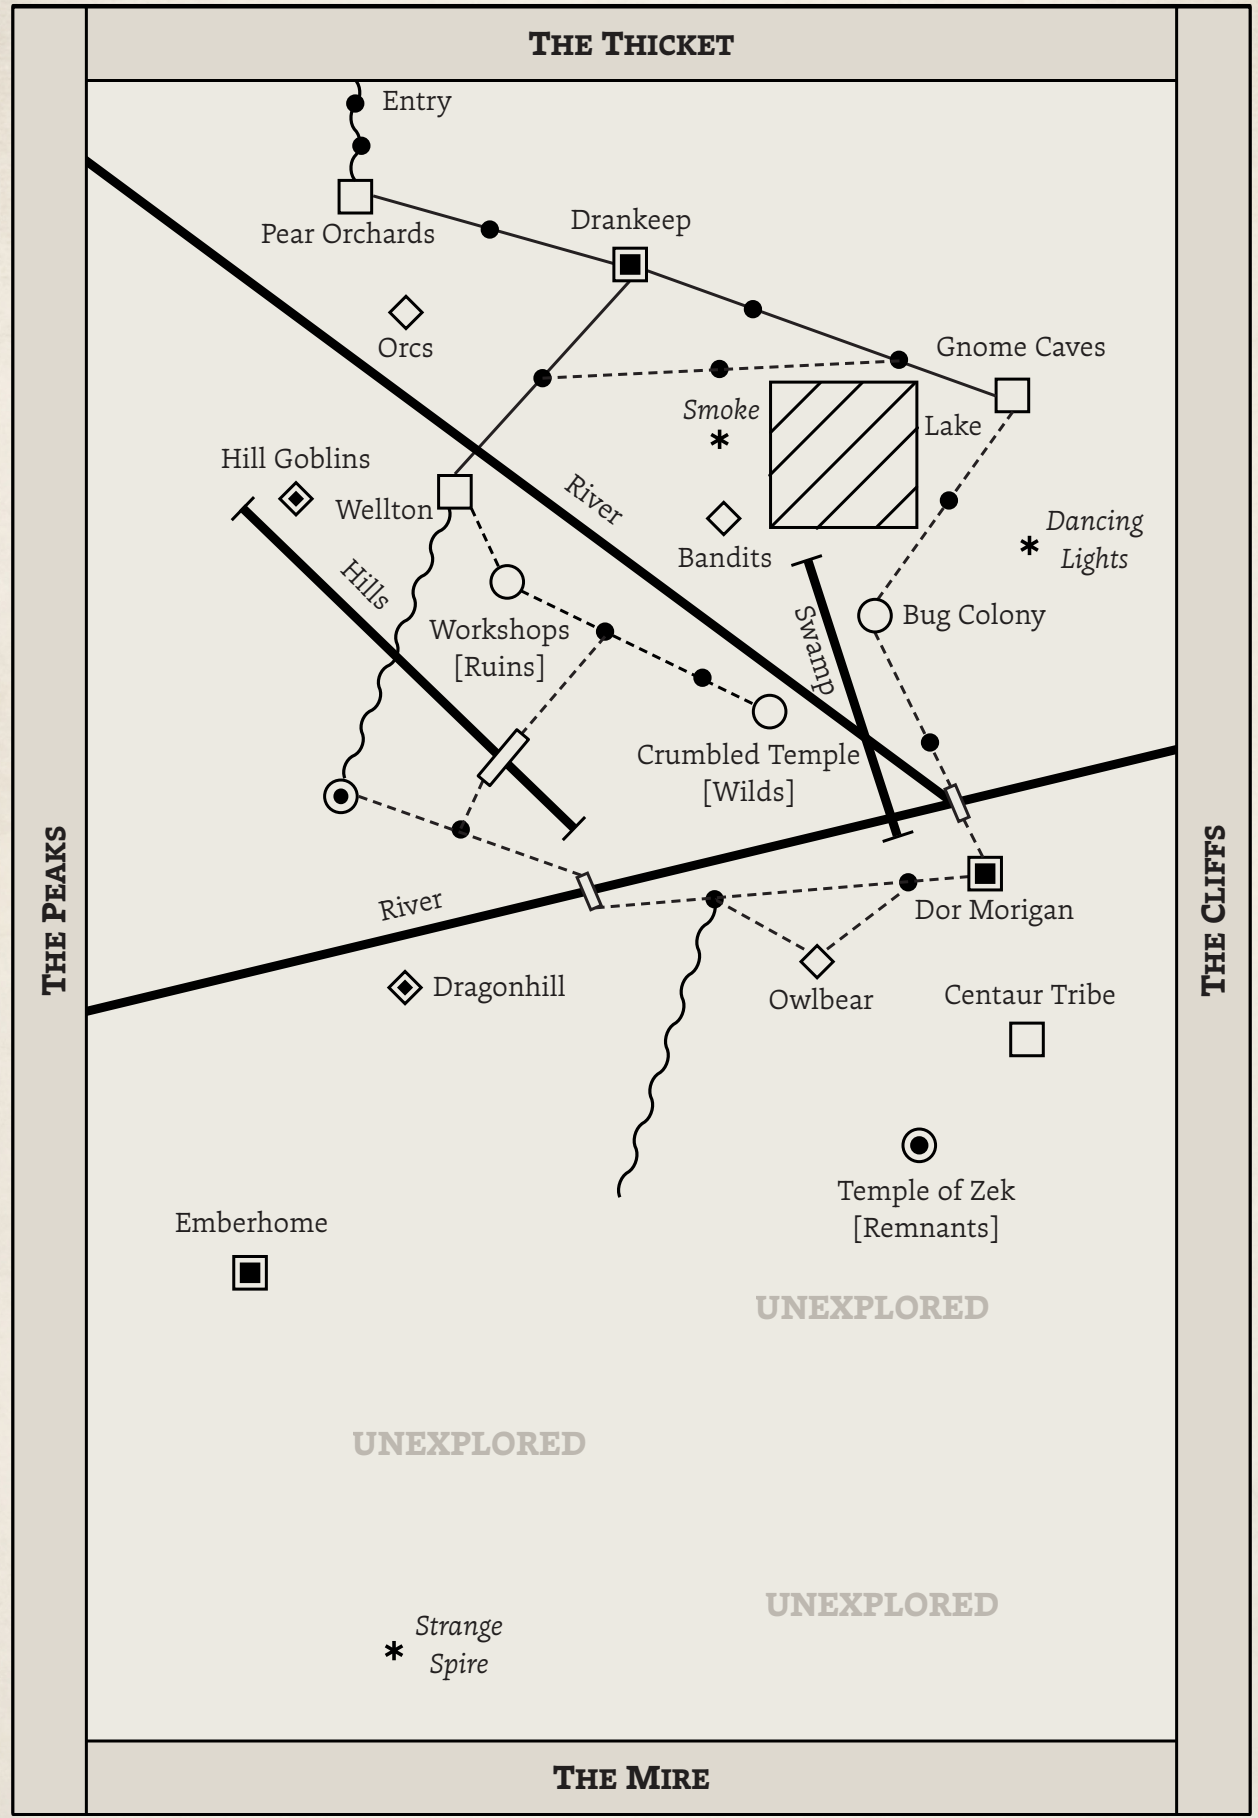 THE THICKET
Entry
Pear Orchards
Drankeep
Orcs
Gnome Caves
Smoke
Lake
Hill Goblins
Wellton
River
Bandits
Dancing
Lights
Hills
Swamp
Bug Colony
Workshops
[Ruins]
Crumbled Temple
[Wilds]
THE PEAKS
THE CLIFFS
River
Dor Morigan
Dragonhill
Owlbear
Centaur Tribe
Temple of Zek
[Remnants]
Emberhome
UNEXPLORED
UNEXPLORED
UNEXPLORED
Strange
Spire
THE MIRE